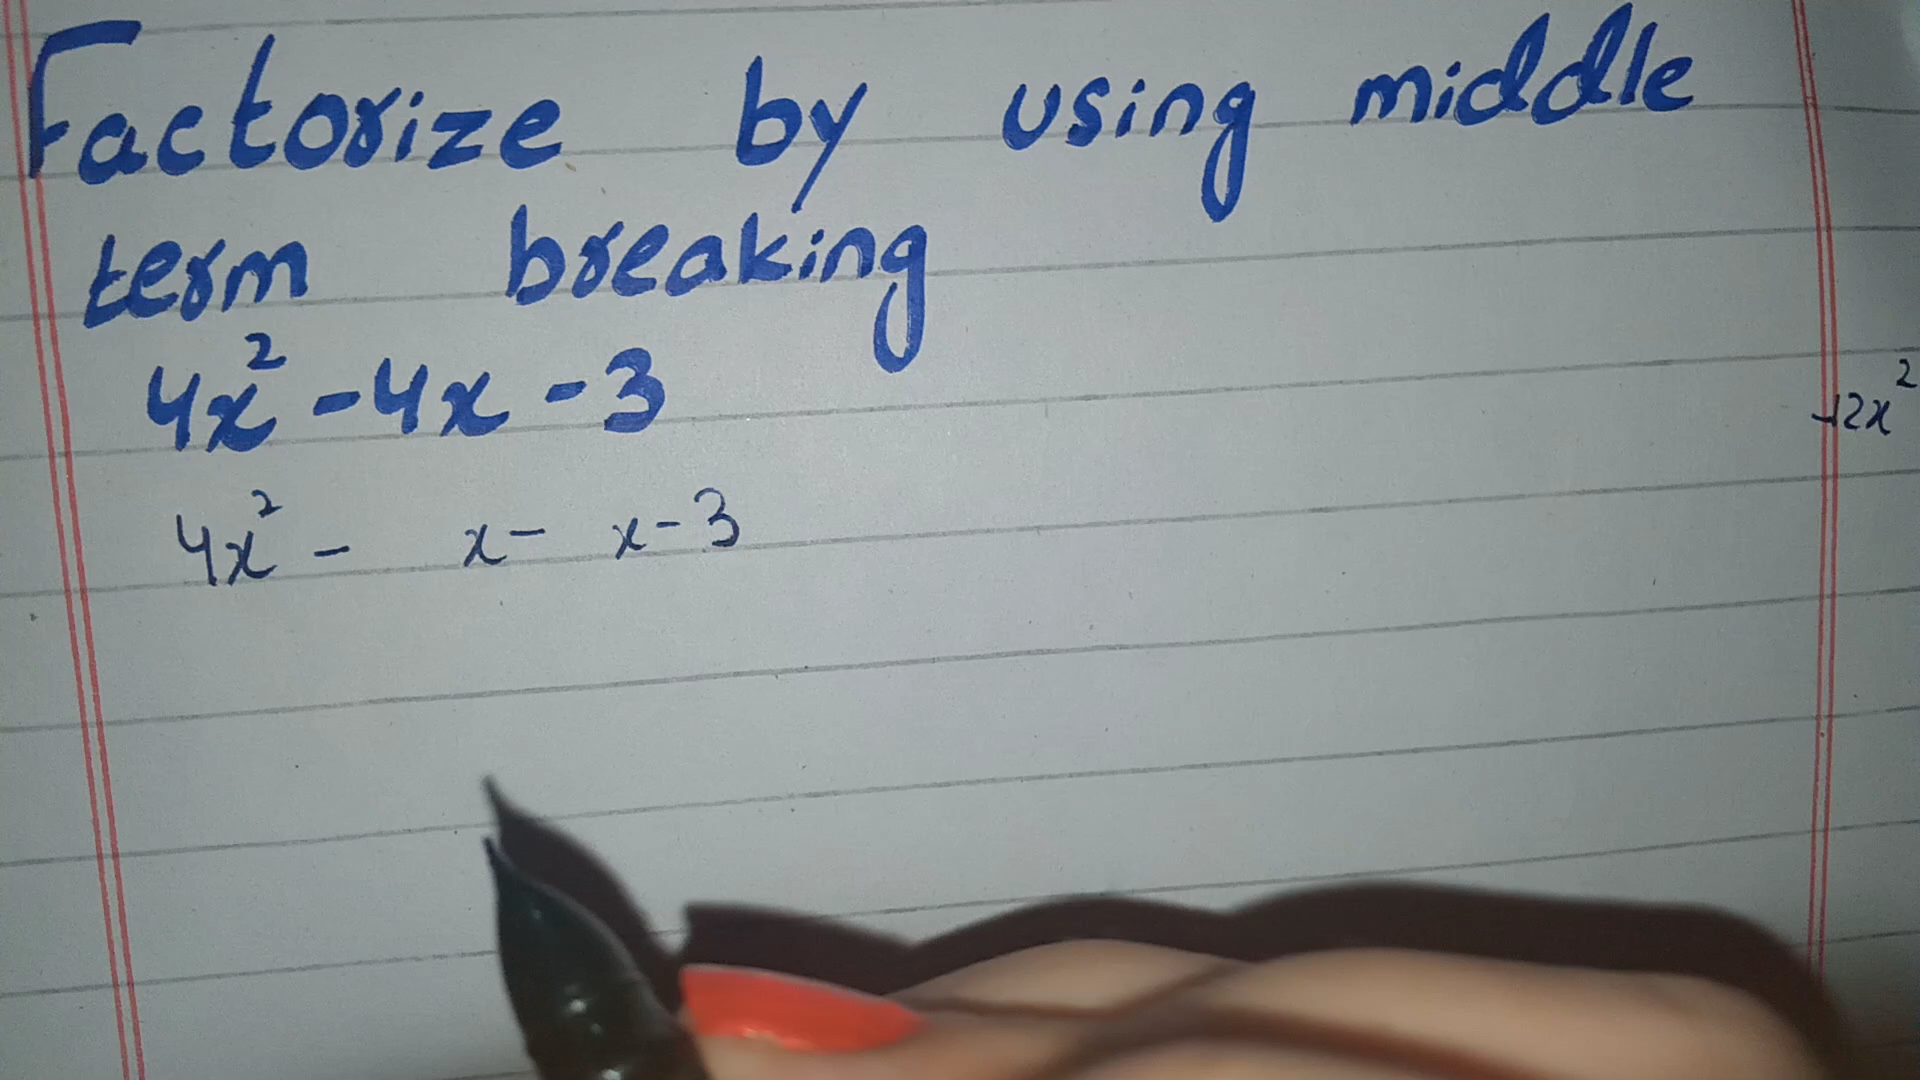 Factorize by using middle
term breaking
4x² - 4x - 3
-12x²
4x² - x - x - 3